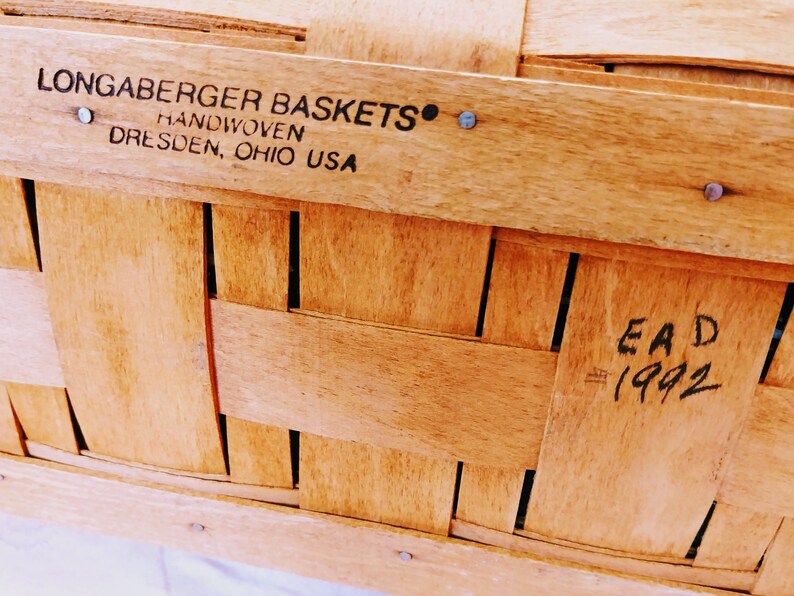 LONGABERGER BASKETS®
HANDWOVEN
DRESDEN, OHIO USA
EAD
1992